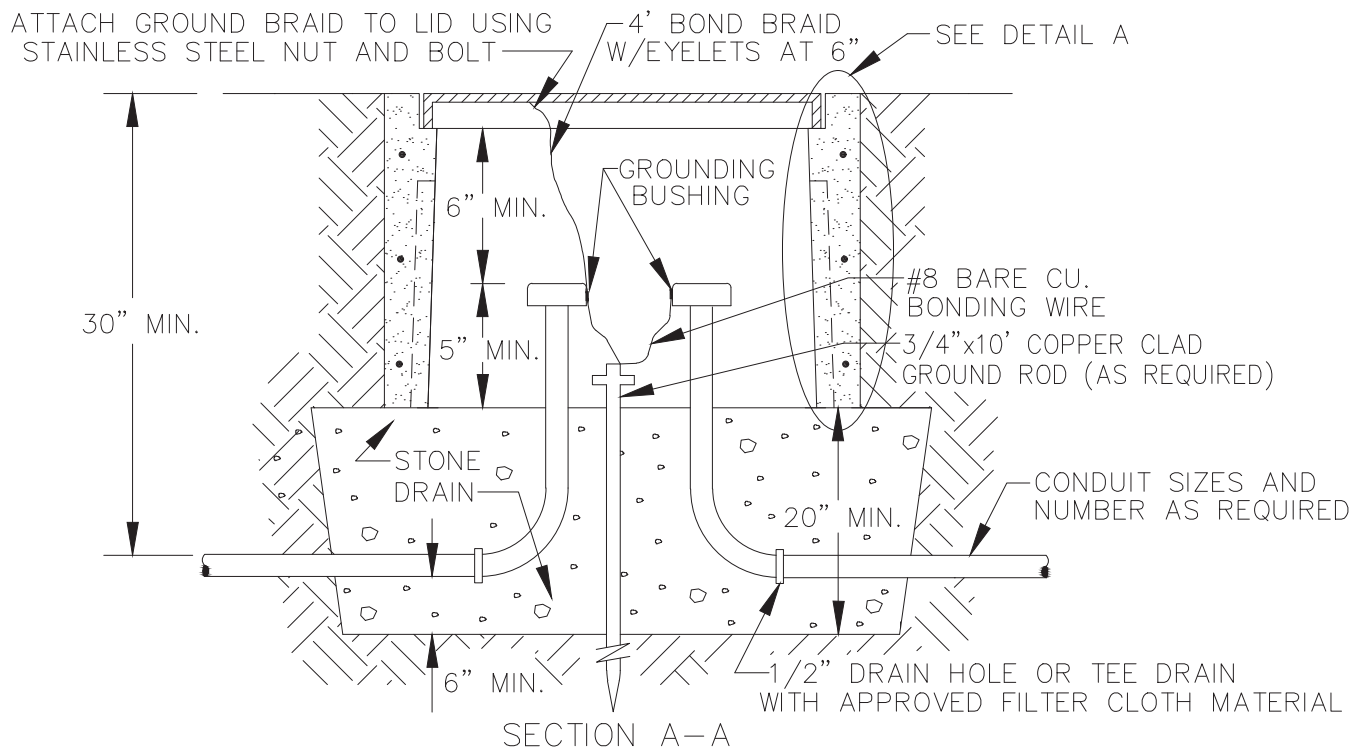 ATTACH GROUND BRAID TO LID USING
STAINLESS STEEL NUT AND BOLT
4' BOND BRAID
W/EYELETS AT 6"
SEE DETAIL A
GROUNDING
BUSHING
6" MIN.
#8 BARE CU.
BONDING WIRE
30" MIN.
5" MIN.
3/4"x10' COPPER CLAD
GROUND ROD (AS REQUIRED)
STONE
DRAIN
CONDUIT SIZES AND
NUMBER AS REQUIRED
20" MIN.
6" MIN.
1/2" DRAIN HOLE OR TEE DRAIN
WITH APPROVED FILTER CLOTH MATERIAL
SECTION A-A